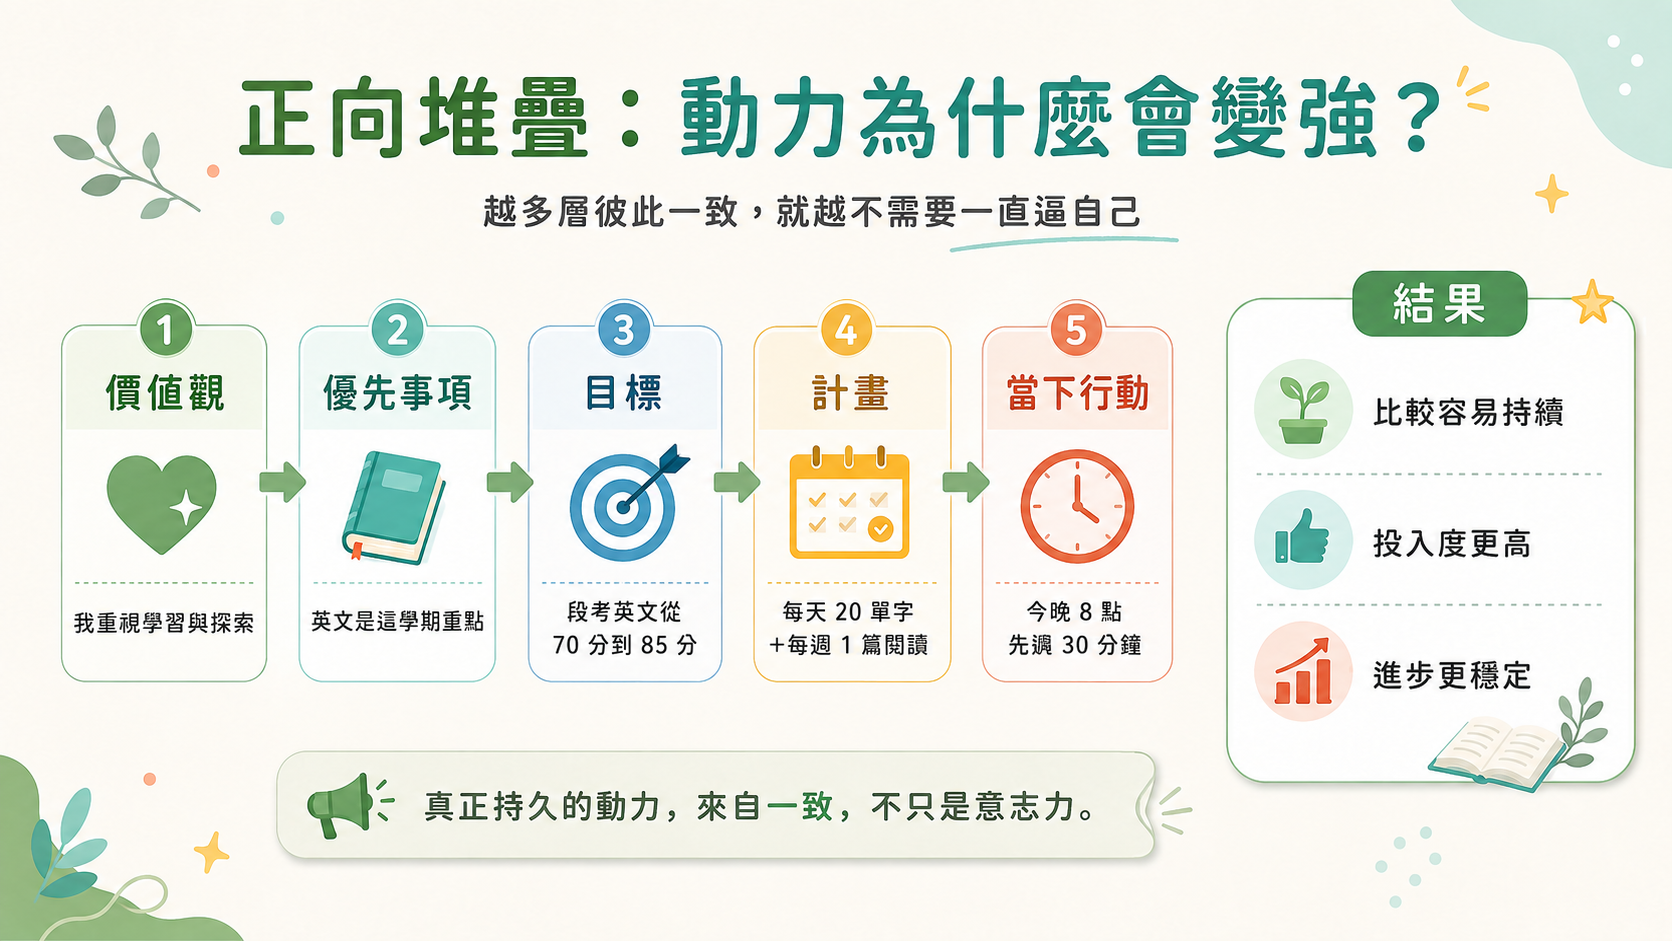 正向堆疊：動力為什麼會變強？
越多層彼此一致，就越不需要一直逼自己
1
價值觀
我重視學習與探索
2
優先事項
英文是這學期重點
3
目標
段考英文從
70 分到 85 分
4
計畫
每天 20 單字
+每週 1 篇閱讀
5
當下行動
今晚 8 點
先 30 分鐘
結果
比較容易持續
投入度更高
進步更穩定
真正持久的動力，來自一致，不只是意志力。